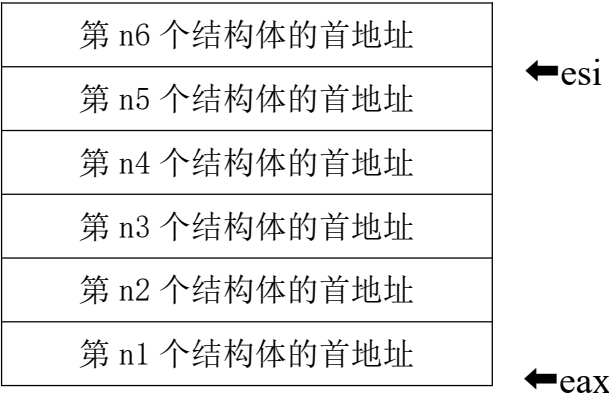 第 n6 个结构体的首地址
⬅esi
第 n5 个结构体的首地址
第 n4 个结构体的首地址
第 n3 个结构体的首地址
第 n2 个结构体的首地址
第 n1 个结构体的首地址
⬅eax